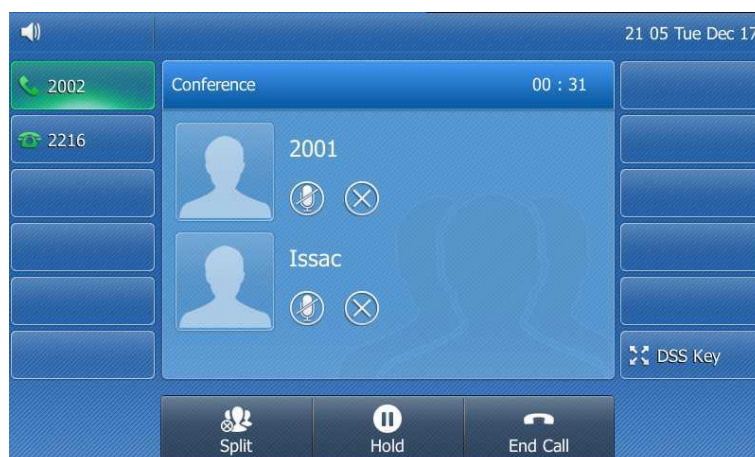 21 05 Tue Dec 17
2002
Conference
00 : 31
2216
2001
Issac
DSS Key
Split
Hold
End Call